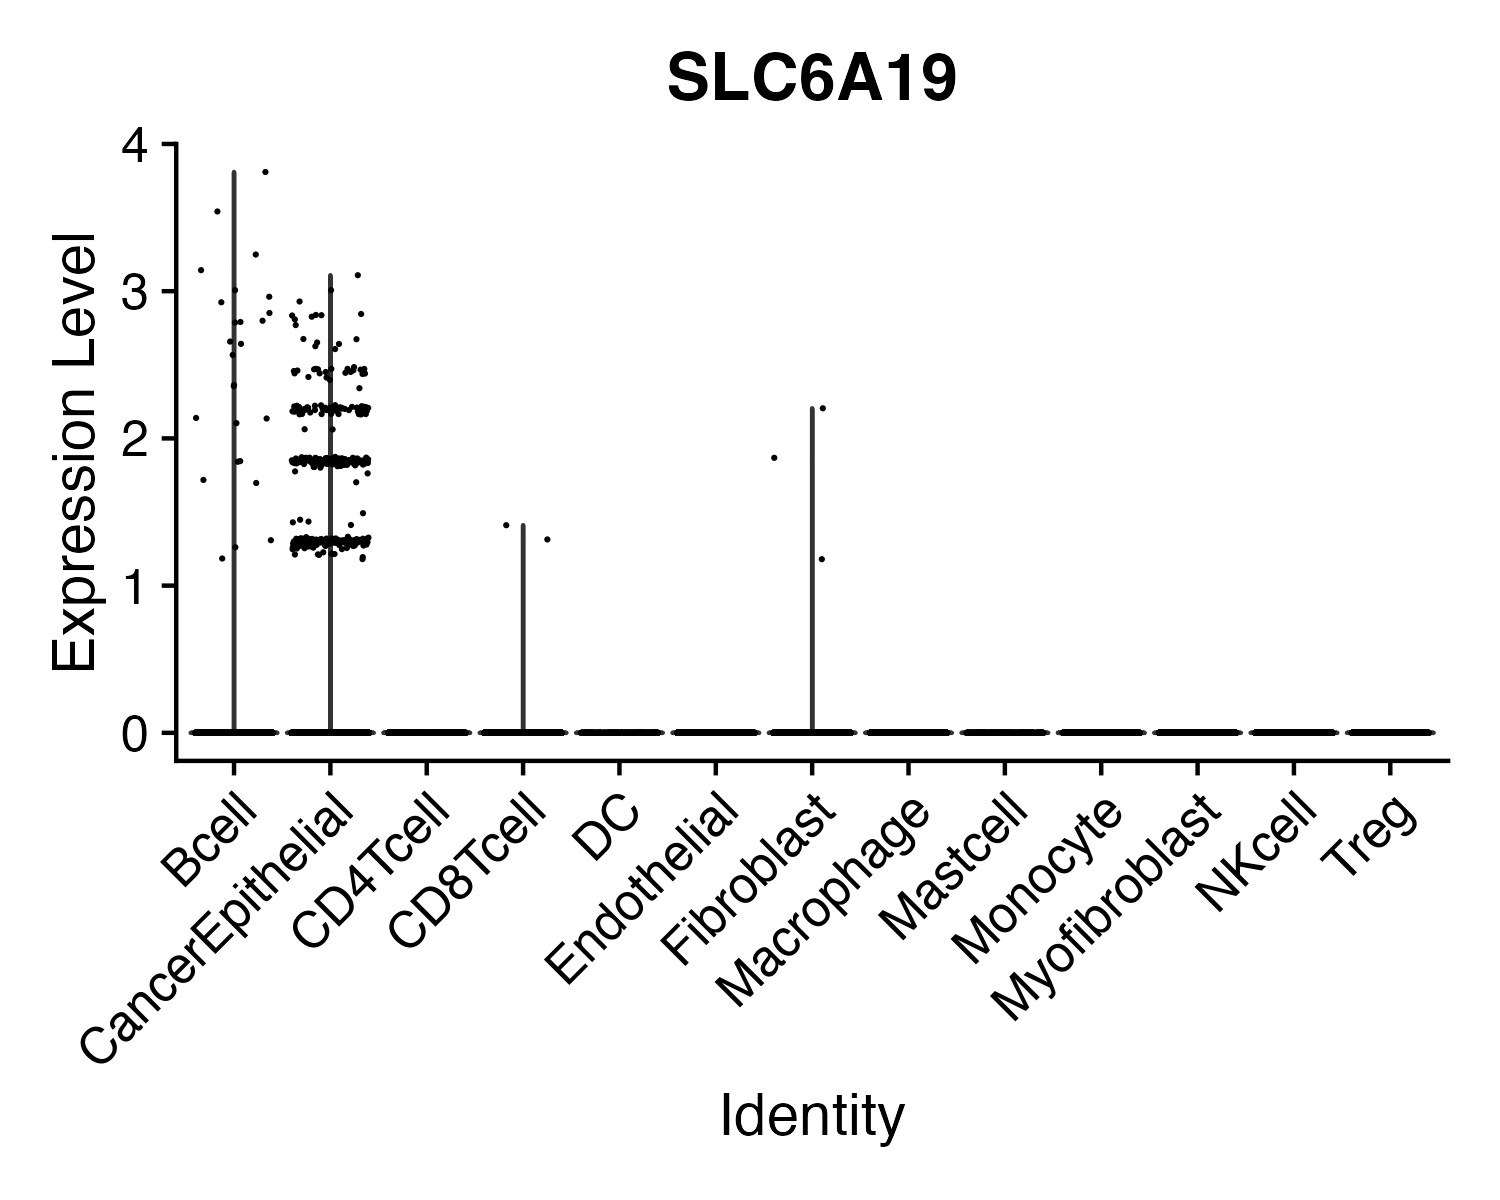 SLC6A19
Expression Level
4
3
2
1
0
Bcell
CancerEpithelial
CD4Tcell
CD8Tcell
DC
Endothelial
Fibroblast
Macrophage
Mastcell
Monocyte
Myofibroblast
NKcell
Treg
Identity